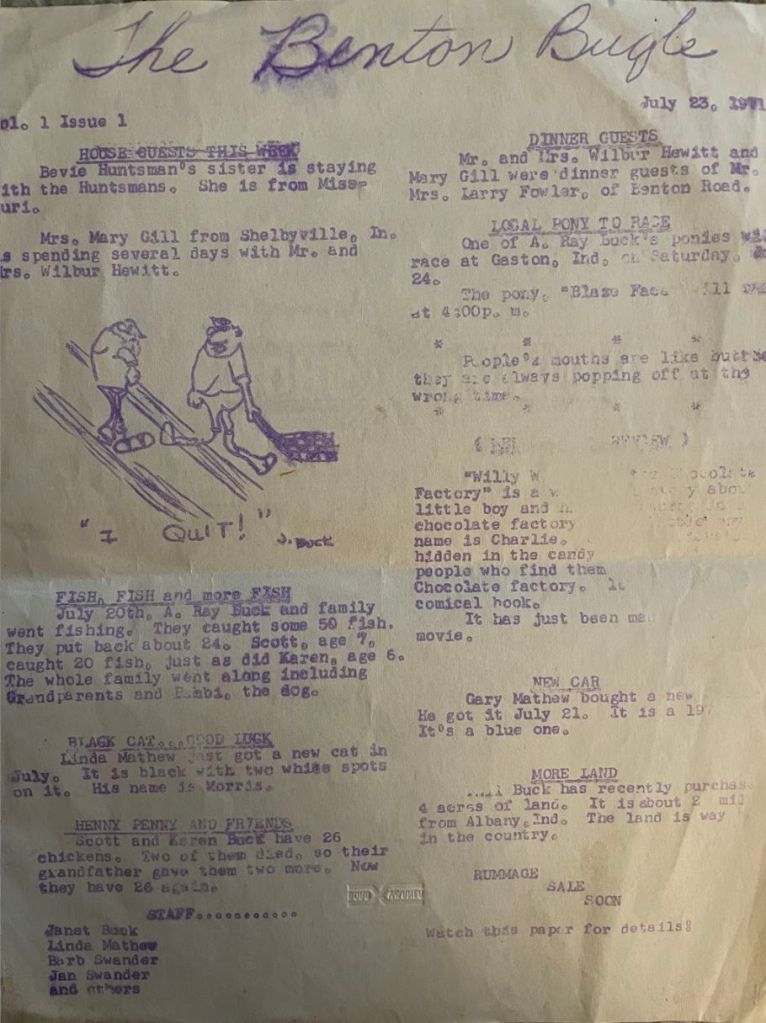 The Benton Bugle
July 23, 1971
ol. 1 Issue 1
HOUSE GUESTS THIS WEEK
Bevie Huntsman's sister is staying
ith the Huntsmans. She is from Miss-
uri.
Mrs. Mary Gill from Shelbyville, In.
s spending several days with Mr. and
rs. Wilbur Hewitt.
"I QUIT!" J. Buck
FISH, FISH and more FISH
July 20th, A. Ray Buck and family
went fishing. They caught some 50 fish.
They put back about 24. Scott, age 7,
caught 20 fish, just as did Karen, age 6.
The whole family went along including
Grandparents and the dog.
BLACK CAT...GOOD LUCK
Linda Mathew just got a new cat in
July. It is black with two white spots
on it. His name is Morris.
HENNY PENNY AND FRIENDS
Scott and Karen Buck have 26
chickens. Two of them died, so their
grandfather gave them two more. Now
they have 26 again.
STAFF............
Janet Buck
Linda Mathew
Barb Swander
Jan Swander
and others
DINNER GUESTS
Mr. and Mrs. Wilbur Hewitt and
Mary Gill were dinner guests of Mr.
Mrs. Larry Fowler, of Benton Road.
LOCAL PONY TO RACE
One of A. Ray Buck's ponies wil
race at Gaston, Ind, on Saturday,
24.
The pony, "Blaze Face" will
at 4:00p. m.
* * * *
People's mouths are like
they are always popping off at the
wrong time.
* * * *
( REVIEW )
"Willy W Chocolate
Factory" is a w story abou
little boy and
chocolate factory
name is Charlie.
hidden in the candy
people who find them
Chocolate factory.
comical book.
It has just been
movie.
NEW CAR
Gary Mathew bought a new
He got it July 21. It is a 197
It's a blue one.
MORE LAND
Buck has recently purchas
4 acres of land. It is about 2 mil
from Albany, Ind. The land is way
in the country.
RUMMAGE
SALE
SOON
Watch this paper for details!